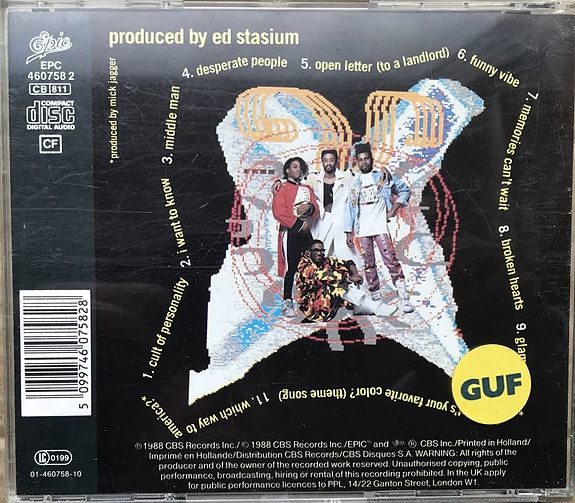 Epic
EPC
460758 2
CB 811
COMPACT
disc
DIGITAL AUDIO
CF
produced by ed stasium
*produced by mick jagger
1. cult of personality
2. i want to know
3. middle man
4. desperate people
5. open letter (to a landlord)
6. funny vibe
7. memories can't wait
8. broken hearts
9.
your favorite color? (theme song)
11. which way to
america?*
GUF
5 099746 075828
0199
01-460758-10
℗ 1988 CBS Records Inc./ © 1988 CBS Records Inc./EPIC and CBS Inc./Printed in Holland/
Imprimé en Hollande/Distribution CBS Records/CBS Disques S.A. WARNING: All rights of the
producer and of the owner of the recorded work reserved. Unauthorised copying, public
performance, broadcasting, hiring or rental of this recording prohibited. In the UK apply
for public performance licences to PPL, 14/22 Ganton Street, London W1.